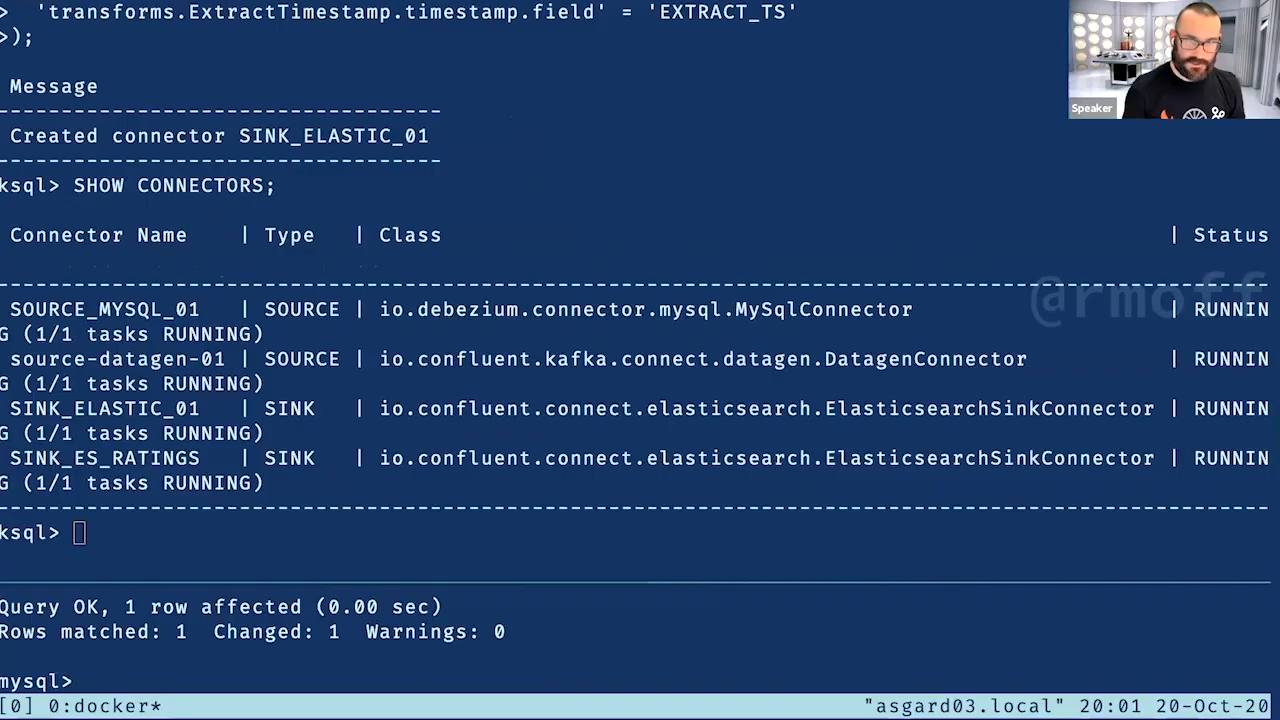 >  'transforms.ExtractTimestamp.timestamp.field' = 'EXTRACT_TS'
>);
Message
-----------------------------------
Created connector SINK_ELASTIC_01
-----------------------------------
ksql> SHOW CONNECTORS;
Connector Name    | Type   | Class                                                         | Status
----------------------------------------------------------------------------------------------------
SOURCE_MYSQL_01   | SOURCE | io.debezium.connector.mysql.MySqlConnector                    | RUNNIN
G (1/1 tasks RUNNING)
source-datagen-01 | SOURCE | io.confluent.kafka.connect.datagen.DatagenConnector           | RUNNIN
G (1/1 tasks RUNNING)
SINK_ELASTIC_01   | SINK   | io.confluent.connect.elasticsearch.ElasticsearchSinkConnector | RUNNIN
G (1/1 tasks RUNNING)
SINK_ES_RATINGS   | SINK   | io.confluent.connect.elasticsearch.ElasticsearchSinkConnector | RUNNIN
G (1/1 tasks RUNNING)
----------------------------------------------------------------------------------------------------
ksql>
Query OK, 1 row affected (0.00 sec)
Rows matched: 1  Changed: 1  Warnings: 0
mysql>
[0] 0:docker*                                                        "asgard03.local" 20:01 20-Oct-20
Speaker
@rmoff